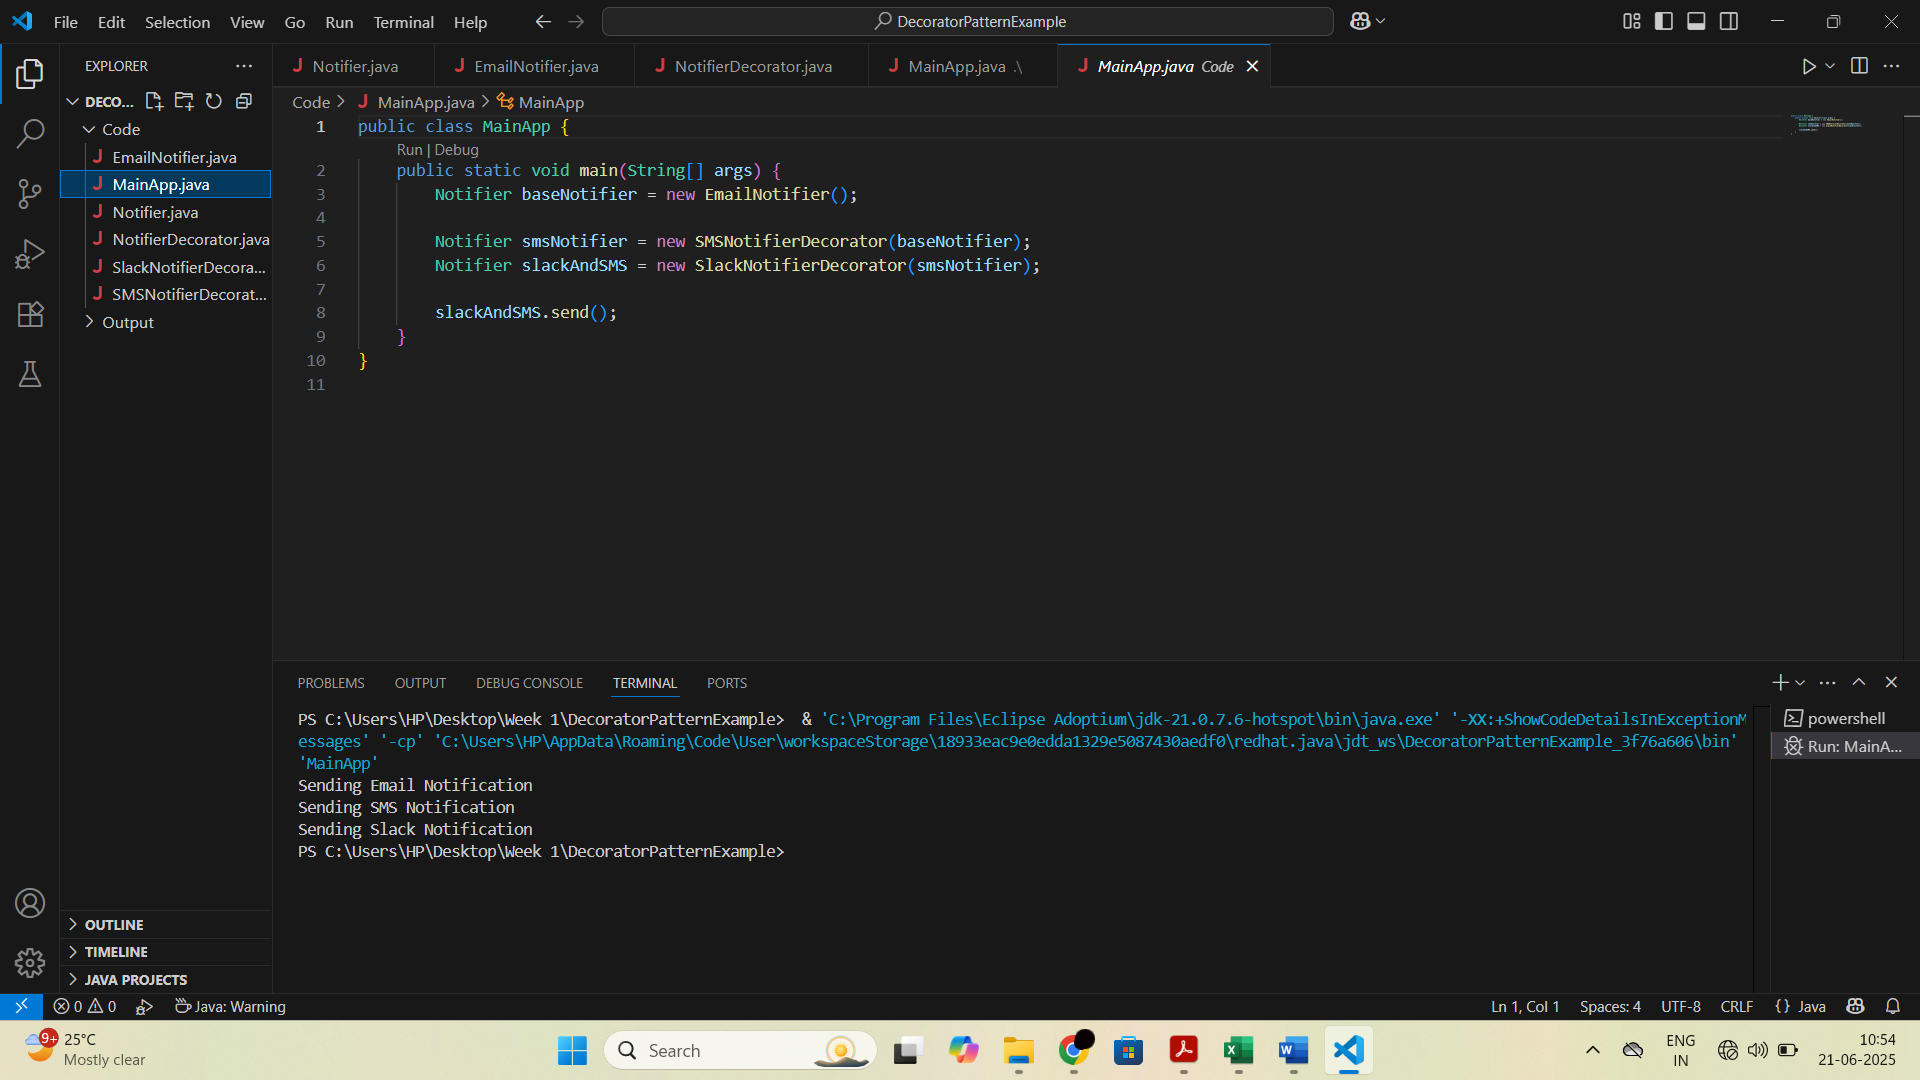 File Edit Selection View Go Run Terminal Help
DecoratorPatternExample
EXPLORER
DECO...
Code
EmailNotifier.java
MainApp.java
Notifier.java
NotifierDecorator.java
SlackNotifierDecora...
SMSNotifierDecorat...
Output
OUTLINE
TIMELINE
JAVA PROJECTS
Notifier.java EmailNotifier.java NotifierDecorator.java MainApp.java .\ MainApp.java Code
Code > MainApp.java > MainApp
1 public class MainApp {
Run | Debug
2 public static void main(String[] args) {
3 Notifier baseNotifier = new EmailNotifier();
4
5 Notifier smsNotifier = new SMSNotifierDecorator(baseNotifier);
6 Notifier slackAndSMS = new SlackNotifierDecorator(smsNotifier);
7
8 slackAndSMS.send();
9 }
10 }
11
PROBLEMS OUTPUT DEBUG CONSOLE TERMINAL PORTS
PS C:\Users\HP\Desktop\Week 1\DecoratorPatternExample> & 'C:\Program Files\Eclipse Adoptium\jdk-21.0.7.6-hotspot\bin\java.exe' '-XX:+ShowCodeDetailsInExceptionM
essages' '-cp' 'C:\Users\HP\AppData\Roaming\Code\User\workspaceStorage\18933eac9e0edda1329e5087430aedf0\redhat.java\jdt_ws\DecoratorPatternExample_3f76a606\bin'
'MainApp'
Sending Email Notification
Sending SMS Notification
Sending Slack Notification
PS C:\Users\HP\Desktop\Week 1\DecoratorPatternExample>
powershell
Run: MainA...
0 0 Java: Warning
Ln 1, Col 1 Spaces: 4 UTF-8 CRLF {} Java
9+
25°C
Mostly clear
Search
ENG
IN
10:54
21-06-2025